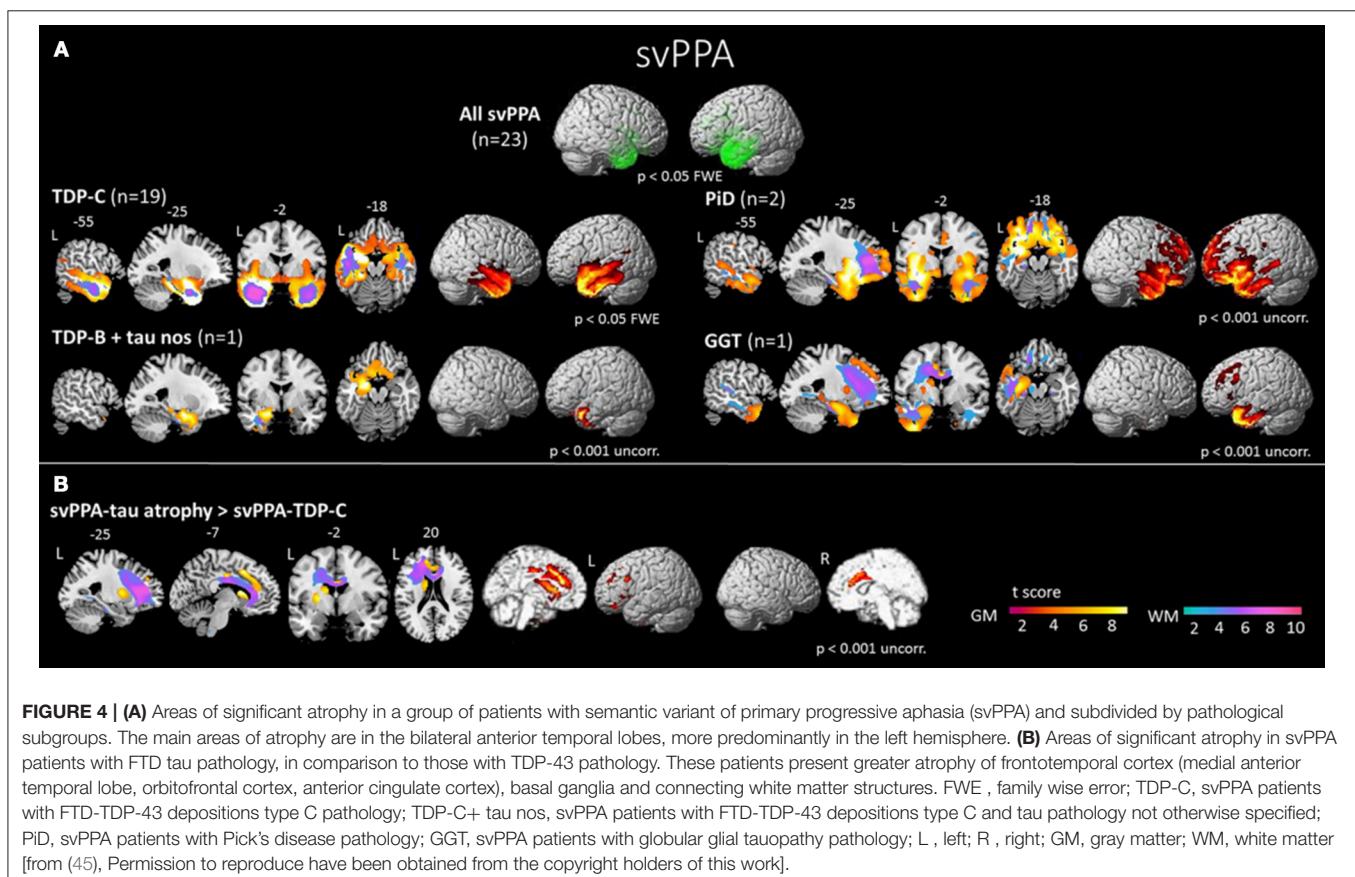 A
svPPA
All svPPA
(n=23)
p < 0.05 FWE
TDP-C (n=19)
-55
-25
-2
-18
L
L
L
p < 0.05 FWE
PiD (n=2)
-55
-25
-2
-18
L
L
L
p < 0.001 uncorr.
TDP-B + tau nos (n=1)
p < 0.001 uncorr.
GGT (n=1)
p < 0.001 uncorr.
B
svPPA-tau atrophy > svPPA-TDP-C
-25
-7
-2
20
L
L
L
L
R
p < 0.001 uncorr.
t score
GM
2 4 6 8
WM
2 4 6 8 10
FIGURE 4 | (A) Areas of significant atrophy in a group of patients with semantic variant of primary progressive aphasia (svPPA) and subdivided by pathological
subgroups. The main areas of atrophy are in the bilateral anterior temporal lobes, more predominantly in the left hemisphere. (B) Areas of significant atrophy in svPPA
patients with FTD tau pathology, in comparison to those with TDP-43 pathology. These patients present greater atrophy of frontotemporal cortex (medial anterior
temporal lobe, orbitofrontal cortex, anterior cingulate cortex), basal ganglia and connecting white matter structures. FWE , family wise error; TDP-C, svPPA patients
with FTD-TDP-43 depositions type C pathology; TDP-C+ tau nos, svPPA patients with FTD-TDP-43 depositions type C and tau pathology not otherwise specified;
PiD, svPPA patients with Pick's disease pathology; GGT, svPPA patients with globular glial tauopathy pathology; L , left; R , right; GM, gray matter; WM, white matter
[from (45), Permission to reproduce have been obtained from the copyright holders of this work].